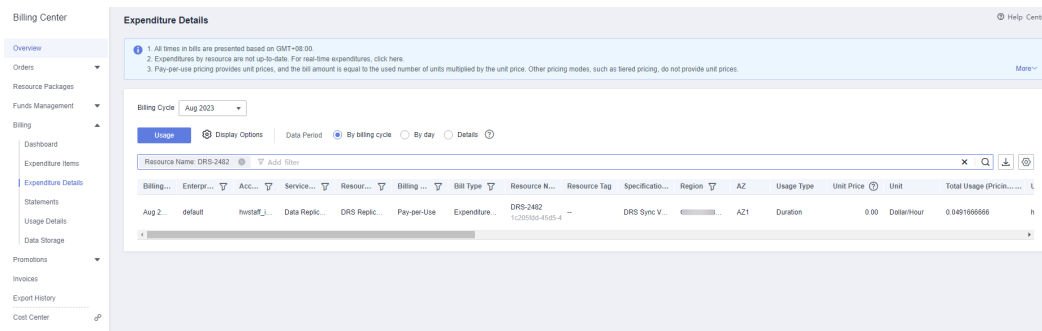 Billing Center
Expenditure Details
Help Cent
Overview
Orders
Resource Packages
Funds Management
Billing
Dashboard
Expenditure Items
Expenditure Details
Statements
Usage Details
Data Storage
Promotions
Invoices
Export History
Cost Center
1. All times in bills are presented based on GMT+08:00.
2. Expenditures by resource are not up-to-date. For real-time expenditures, click here.
3. Pay-per-use pricing provides unit prices, and the bill amount is equal to the used number of units multiplied by the unit price. Other pricing modes, such as tiered pricing, do not provide unit prices.
More
Billing Cycle Aug 2023
Usage Display Options Data Period By billing cycle By day Details
Resource Name: DRS-2482 Add filter
Billing... Enterpr... Acc... Service... Resour... Billing ... Bill Type Resource N... Resource Tag Specificatio... Region AZ Usage Type Unit Price Unit Total Usage (Pricin... ... U
Aug 2... default hwstaff_i... Data Replic... DRS Replic... Pay-per-Use Expenditure... DRS-2482 -- DRS Sync V... AZ1 Duration 0.00 Dollar/Hour 0.0491666666 h
1c205fdd-45d5-4